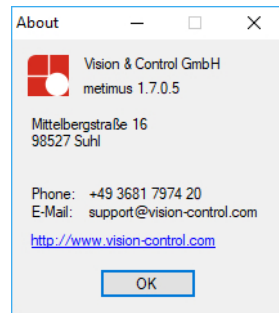 About
Vision & Control GmbH
metimus 1.7.0.5
Mittelbergstraße 16
98527 Suhl
Phone: +49 3681 7974 20
E-Mail: support@vision-control.com
http://www.vision-control.com
OK